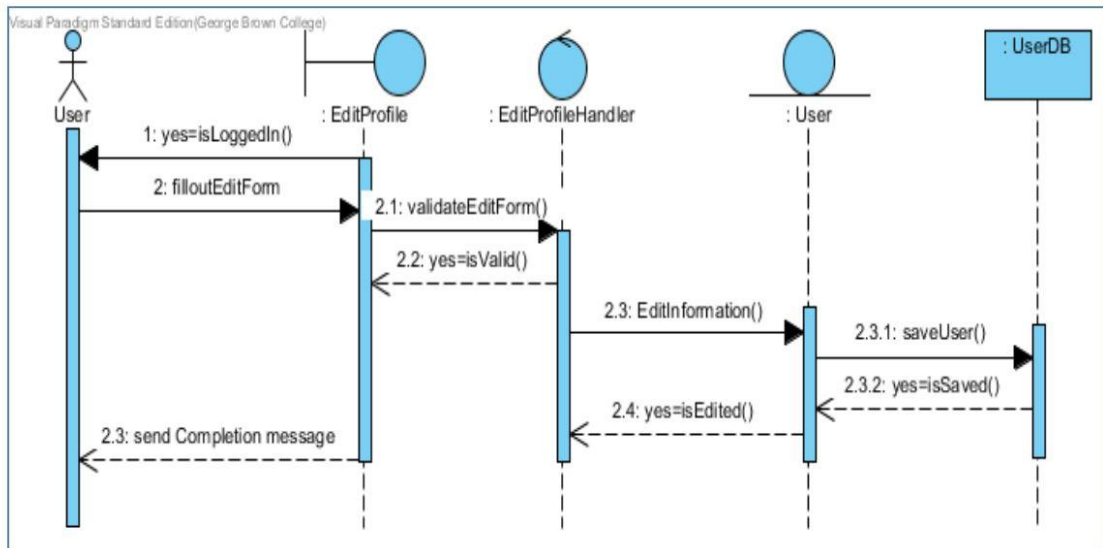 Visual Paradigm Standard Edition(George Brown College)
: UserDB
User
: EditProfile
: EditProfileHandler
: User
1: yes=isLoggedIn()
2: filloutEditForm
2.1: validateEditForm()
2.2: yes=isValid()
2.3: EditInformation()
2.3.1: saveUser()
2.3.2: yes=isSaved()
2.4: yes=isEdited()
2.3: send Completion message